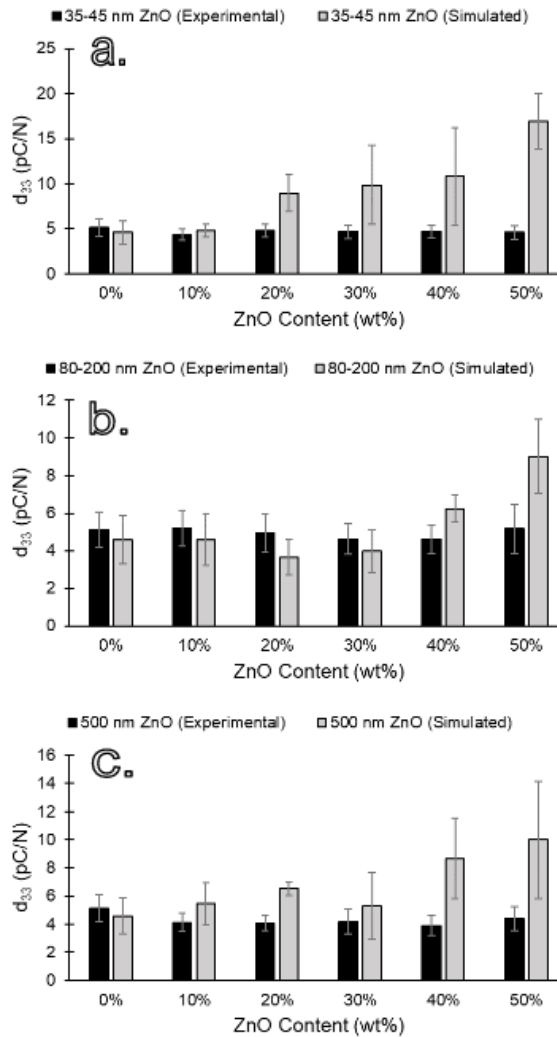 ■ 35-45 nm ZnO (Experimental) ■ 35-45 nm ZnO (Simulated)
a.
25
20
15
10
5
0
d33 (pC/N)
0% 10% 20% 30% 40% 50%
ZnO Content (wt%)
■ 80-200 nm ZnO (Experimental) ■ 80-200 nm ZnO (Simulated)
b.
12
10
8
6
4
2
0
d33 (pC/N)
0% 10% 20% 30% 40% 50%
ZnO Content (wt%)
■ 500 nm ZnO (Experimental) ■ 500 nm ZnO (Simulated)
c.
16
14
12
10
8
6
4
2
0
d33 (pC/N)
0% 10% 20% 30% 40% 50%
ZnO Content (wt%)